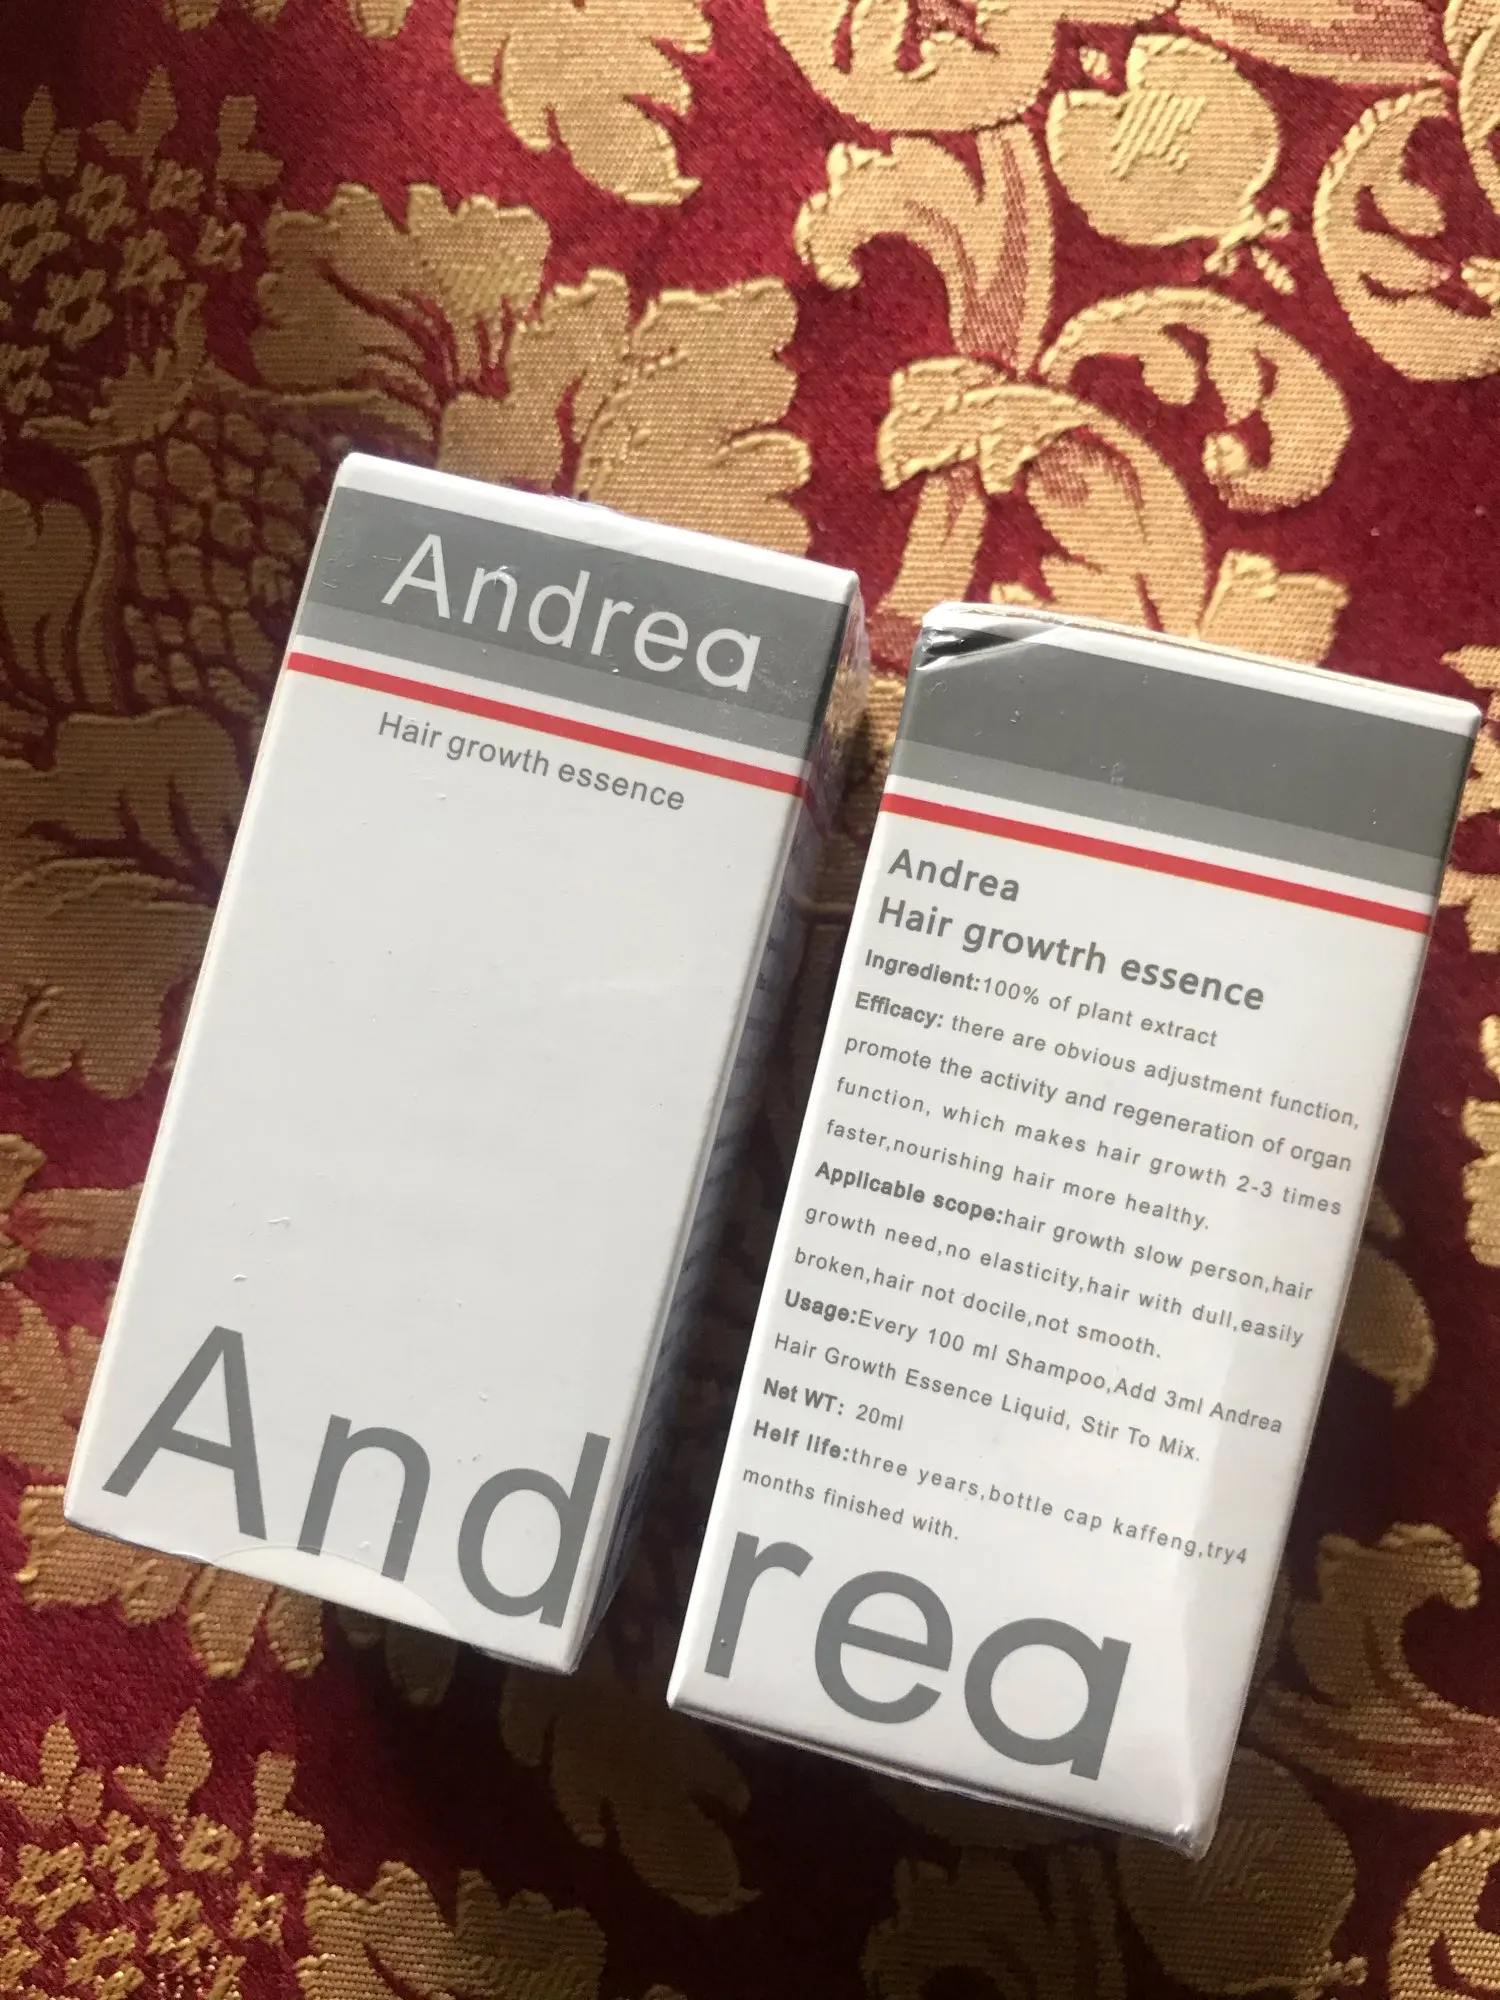 Andrea
Hair growth essence
And
Andrea
Hair growtrh essence
Ingredient:100% of plant extract
Efficacy: there are obvious adjustment function,
promote the activity and regeneration of organ
function, which makes hair growth 2-3 times
faster,nourishing hair more healthy.
Applicable scope:hair growth slow person,hair
growth need,no elasticity,hair with dull,easily
broken,hair not docile,not smooth.
Usage:Every 100 ml Shampoo,Add 3ml Andrea
Hair Growth Essence Liquid, Stir To Mix.
Net WT: 20ml
Helf life:three years,bottle cap kaffeng,try4
months finished with.
rea